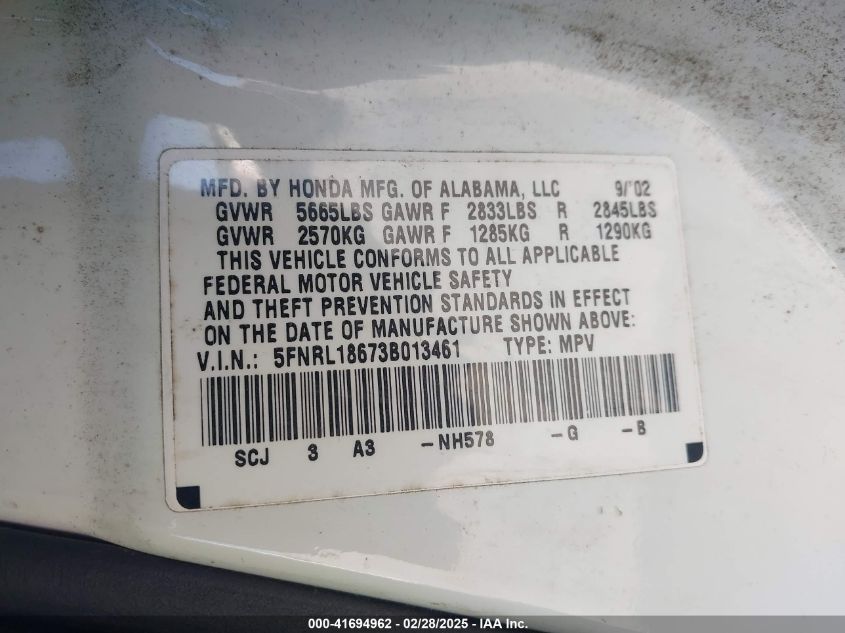 MFD. BY HONDA MFG. OF ALABAMA, LLC 9/'02
GVWR 5665LBS GAWR F 2833LBS R 2845LBS
GVWR 2570KG GAWR F 1285KG R 1290KG
THIS VEHICLE CONFORMS TO ALL APPLICABLE
FEDERAL MOTOR VEHICLE SAFETY
AND THEFT PREVENTION STANDARDS IN EFFECT
ON THE DATE OF MANUFACTURE SHOWN ABOVE:
V.I.N.: 5FNRL18673B013461 TYPE: MPV
SCJ 3 A3 -NH578 -G -B
000-41694962 - 02/28/2025 - IAAI.com